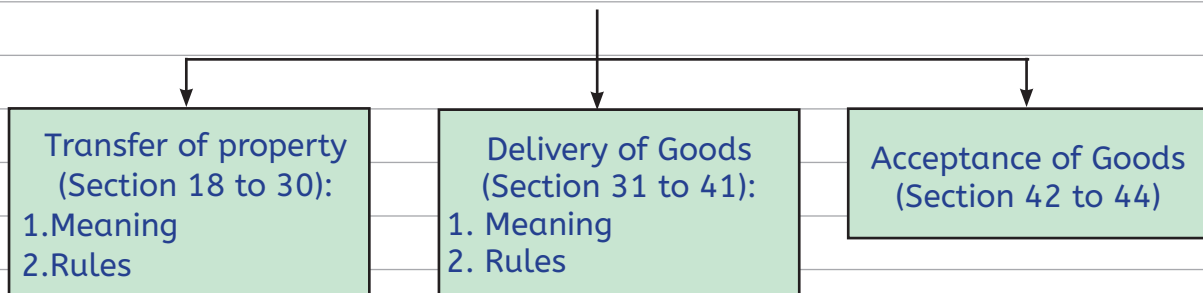 Transfer of property
(Section 18 to 30):
1.Meaning
2.Rules
Delivery of Goods
(Section 31 to 41):
1. Meaning
2. Rules
Acceptance of Goods
(Section 42 to 44)